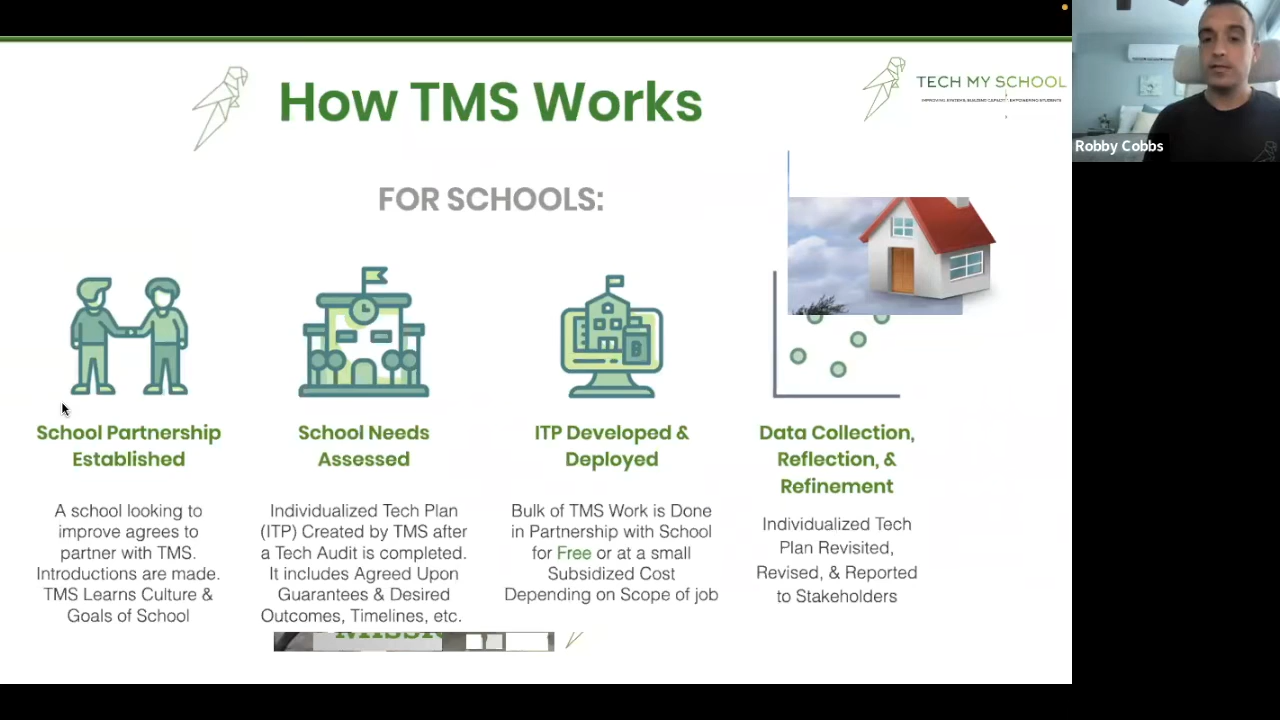 How TMS Works
TECH MY SCHOOL
Robby Cobbs
FOR SCHOOLS:
School Partnership
Established
A school looking to
improve agrees to
partner with TMS.
Introductions are made.
TMS Learns Culture &
Goals of School
School Needs
Assessed
Individualized Tech Plan
(ITP) Created by TMS after
a Tech Audit is completed.
It includes Agreed Upon
Guarantees & Desired
Outcomes, Timelines, etc.
ITP Developed &
Deployed
Bulk of TMS Work is Done
in Partnership with School
for Free or at a small
Subsidized Cost
Depending on Scope of job
Data Collection,
Reflection, &
Refinement
Individualized Tech
Plan Revisited,
Revised, & Reported
to Stakeholders